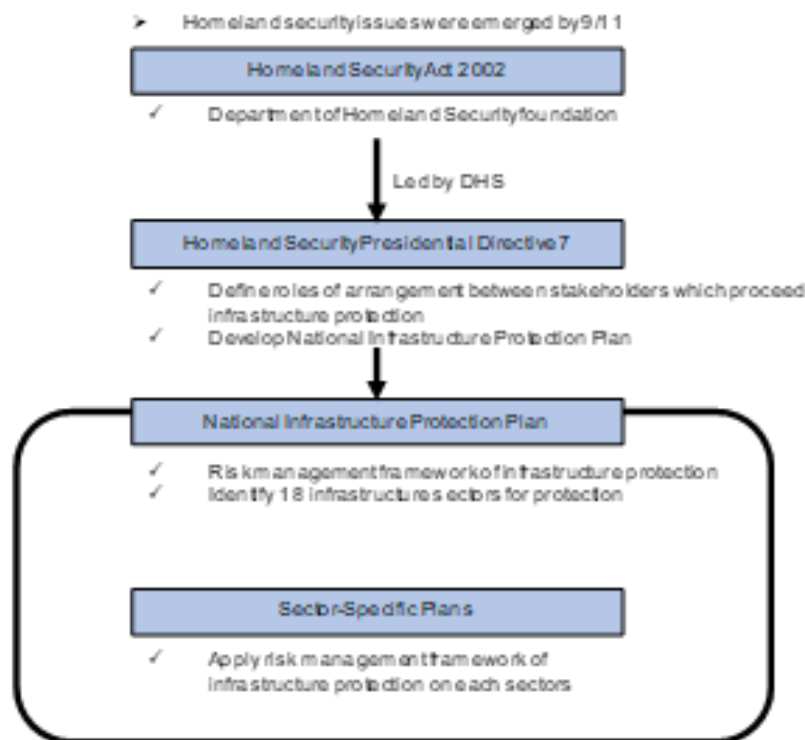 ➤ Homeland security issues were emerged by 9/11
Homeland Security Act 2002
✓ Department of Homeland Security foundation
Led by DHS
Homeland Security Presidential Directive 7
✓ Define roles of arrangement between stakeholders which proceed
infrastructure protection
✓ Develop National Infrastructure Protection Plan
National Infrastructure Protection Plan
✓ Risk management framework of infrastructure protection
✓ Identify 18 infrastructure sectors for protection
Sector-Specific Plans
✓ Apply risk management framework of
infrastructure protection on each sectors